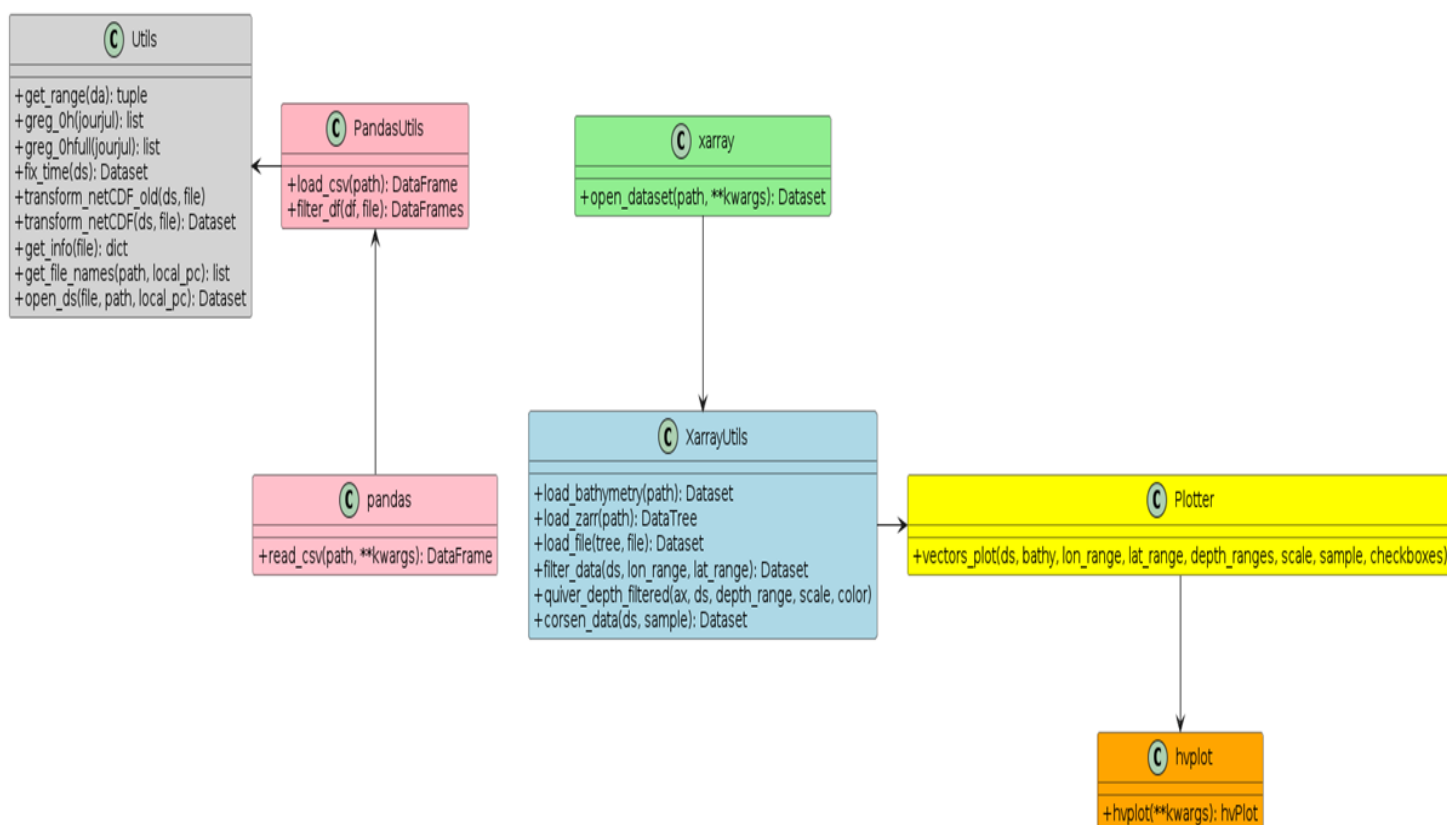 C Utils
+get_range(da): tuple
+greg_0h(jourjul): list
+greg_0hfull(jourjul): list
+fix_time(ds): Dataset
+transform_netCDF_old(ds, file)
+transform_netCDF(ds, file): Dataset
+get_info(file): dict
+get_file_names(path, local_pc): list
+open_ds(file, path, local_pc): Dataset
C PandasUtils
+load_csv(path): DataFrame
+filter_df(df, file): DataFrames
C xarray
+open_dataset(path, **kwargs): Dataset
C pandas
+read_csv(path, **kwargs): DataFrame
C XarrayUtils
+load_bathymetry(path): Dataset
+load_zarr(path): DataTree
+load_file(tree, file): Dataset
+filter_data(ds, lon_range, lat_range): Dataset
+quiver_depth_filtered(ax, ds, depth_range, scale, color)
+corsen_data(ds, sample): Dataset
C Plotter
+vectors_plot(ds, bathy, lon_range, lat_range, depth_ranges, scale, sample, checkboxes)
C hvplot
+hvplot(**kwargs): hvPlot